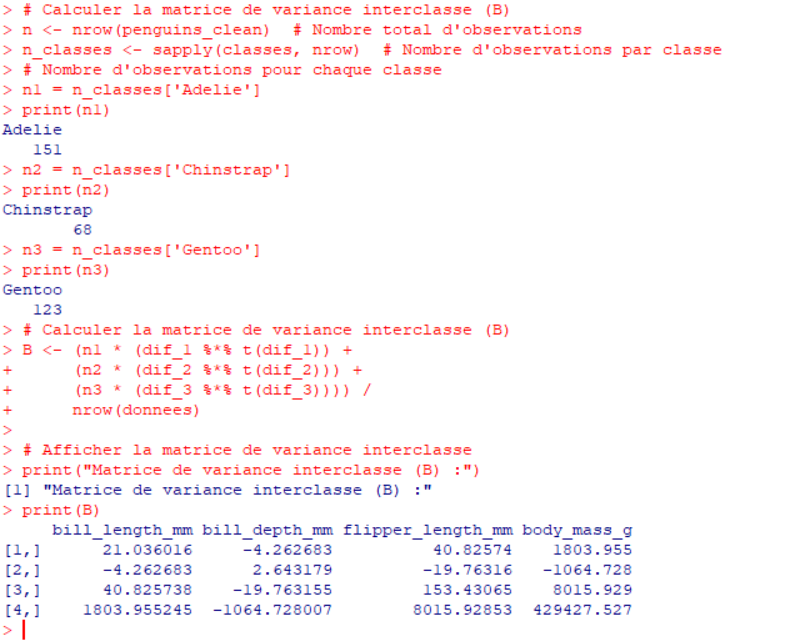 > # Calculer la matrice de variance interclasse (B)
> n <- nrow(penguins_clean)  # Nombre total d'observations
> n_classes <- sapply(classes, nrow)  # Nombre d'observations par classe
> # Nombre d'observations pour chaque classe
> n1 = n_classes['Adelie']
> print(n1)
Adelie
   151
> n2 = n_classes['Chinstrap']
> print(n2)
Chinstrap
       68
> n3 = n_classes['Gentoo']
> print(n3)
Gentoo
   123
> # Calculer la matrice de variance interclasse (B)
> B <- (n1 * (dif_1 %*% t(dif_1)) +
+      (n2 * (dif_2 %*% t(dif_2))) +
+      (n3 * (dif_3 %*% t(dif_3)))) /
+      nrow(donnees)
>
> # Afficher la matrice de variance interclasse
> print("Matrice de variance interclasse (B) :")
[1] "Matrice de variance interclasse (B) :"
> print(B)
     bill_length_mm bill_depth_mm flipper_length_mm body_mass_g
[1,]      21.036016     -4.262683          40.82574    1803.955
[2,]      -4.262683      2.643179         -19.76316   -1064.728
[3,]      40.825738    -19.763155         153.43065    8015.929
[4,]    1803.955245  -1064.728007        8015.92853  429427.527
>